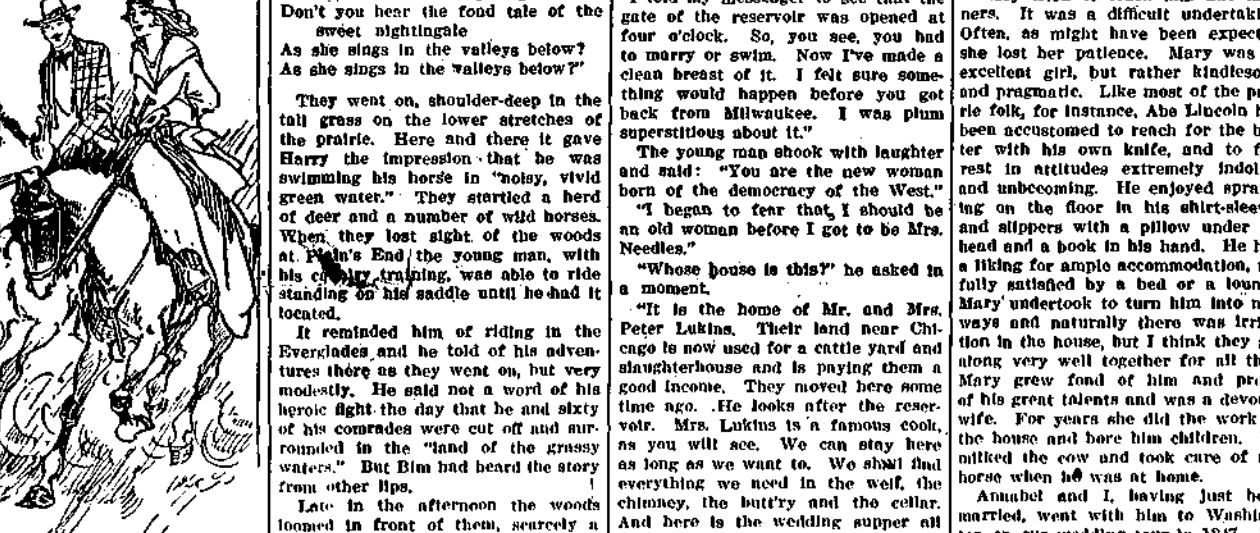 Don't you hear the fond tale of the
sweet nightingale
As she sings in the valleys below?
As she sings in the valleys below?"
They went on, shoulder-deep in the
tall grass on the lower stretches of
the prairie. Here and there it gave
Harry the impression that he was
swimming his horse in "noisy, vivid
green water." They startled a herd
of deer and a number of wild horses.
When they lost sight of the woods
at Plain's End the young man, with
his cavalry training, was able to ride
standing on his saddle until he had it
located.
It reminded him of riding in the
Everglades and he told of his adven-
tures there as they went on, but very
modestly. He said not a word of his
heroic fight the day that he and sixty
of his comrades were cut off and sur-
rounded in the "land of the grassy
waters." But Bim had heard the story
from other lips.
Late in the afternoon the woods
loomed in front of them, scarcely a
gate of the reservoir was opened at
four o'clock. So, you see, you had
to marry or swim. Now I've made a
clean breast of it. I felt sure some-
thing would happen before you got
back from Milwaukee. I was plum
superstitious about it."
The young man shook with laughter
and said: "You are the new woman
born of the democracy of the West."
"I began to fear that I should be
an old woman before I got to be Mrs.
Needles."
"Whose house is this?" he asked in
a moment.
"It is the home of Mr. and Mrs.
Peter Lukins. Their land near Chi-
cago is now used for a cattle yard and
slaughterhouse and is paying them a
good income. They moved here some
time ago. He looks after the reser-
voir. Mrs. Lukins is a famous cook,
as you will see. We can stay here
as long as we want to. We shall find
everything we need in the well, the
chimney, the butt'ry and the cellar.
And here is the wedding supper all
ners. It was a difficult
Often, as might have been
she lost her patience. Mary was
excellent girl, but rather
and pragmatic. Like most of the
rie folk, for instance, Abe Lincoln
been accustomed to reach for the
ter with his own knife, and to
rest in attitudes extremely
and unbecoming. He enjoyed
ing on the floor in his
and slippers with a pillow under
head and a book in his hand. He
a liking for ample accommodation,
fully satisfied by a bed or a
Mary undertook to turn him into
ways and naturally there was
tion in the house, but I think they
along very well together for all
Mary grew fond of him and
of his great talents and was a
wife. For years she did the work
the house and bore him children.
milked the cow and took care of
horse when he was at home.
Annabel and I, having just
married, went with him to